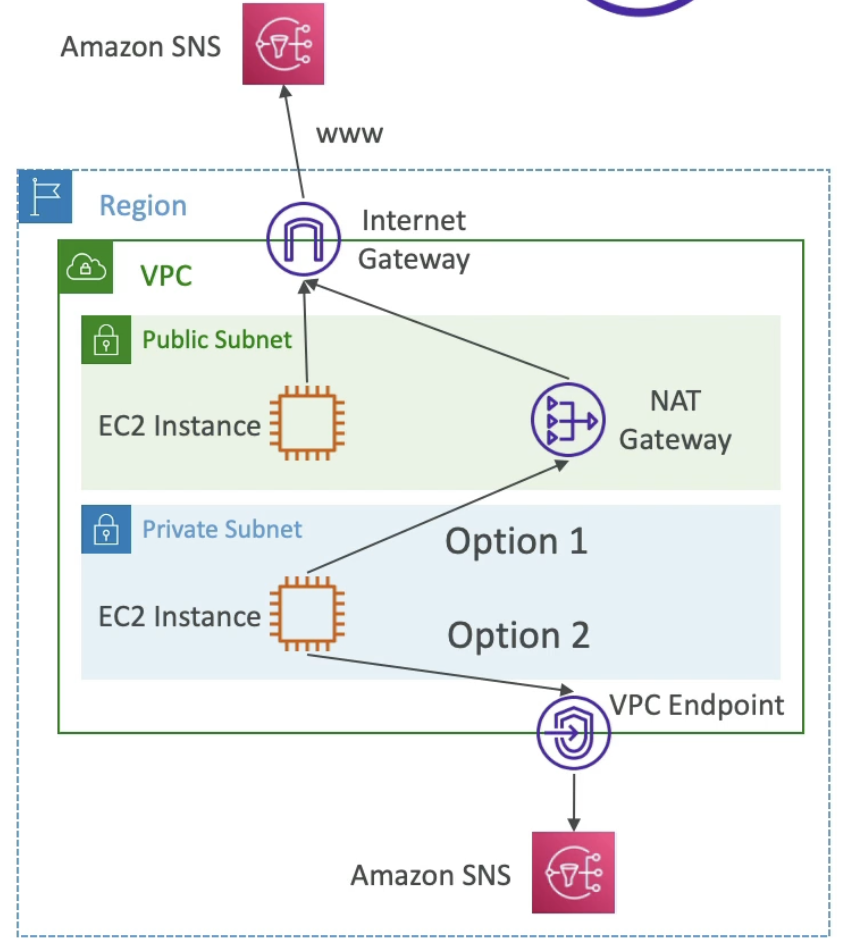 Amazon SNS
www
Region
Internet
Gateway
VPC
Public Subnet
EC2 Instance
NAT
Gateway
Private Subnet
Option 1
EC2 Instance
Option 2
VPC Endpoint
Amazon SNS